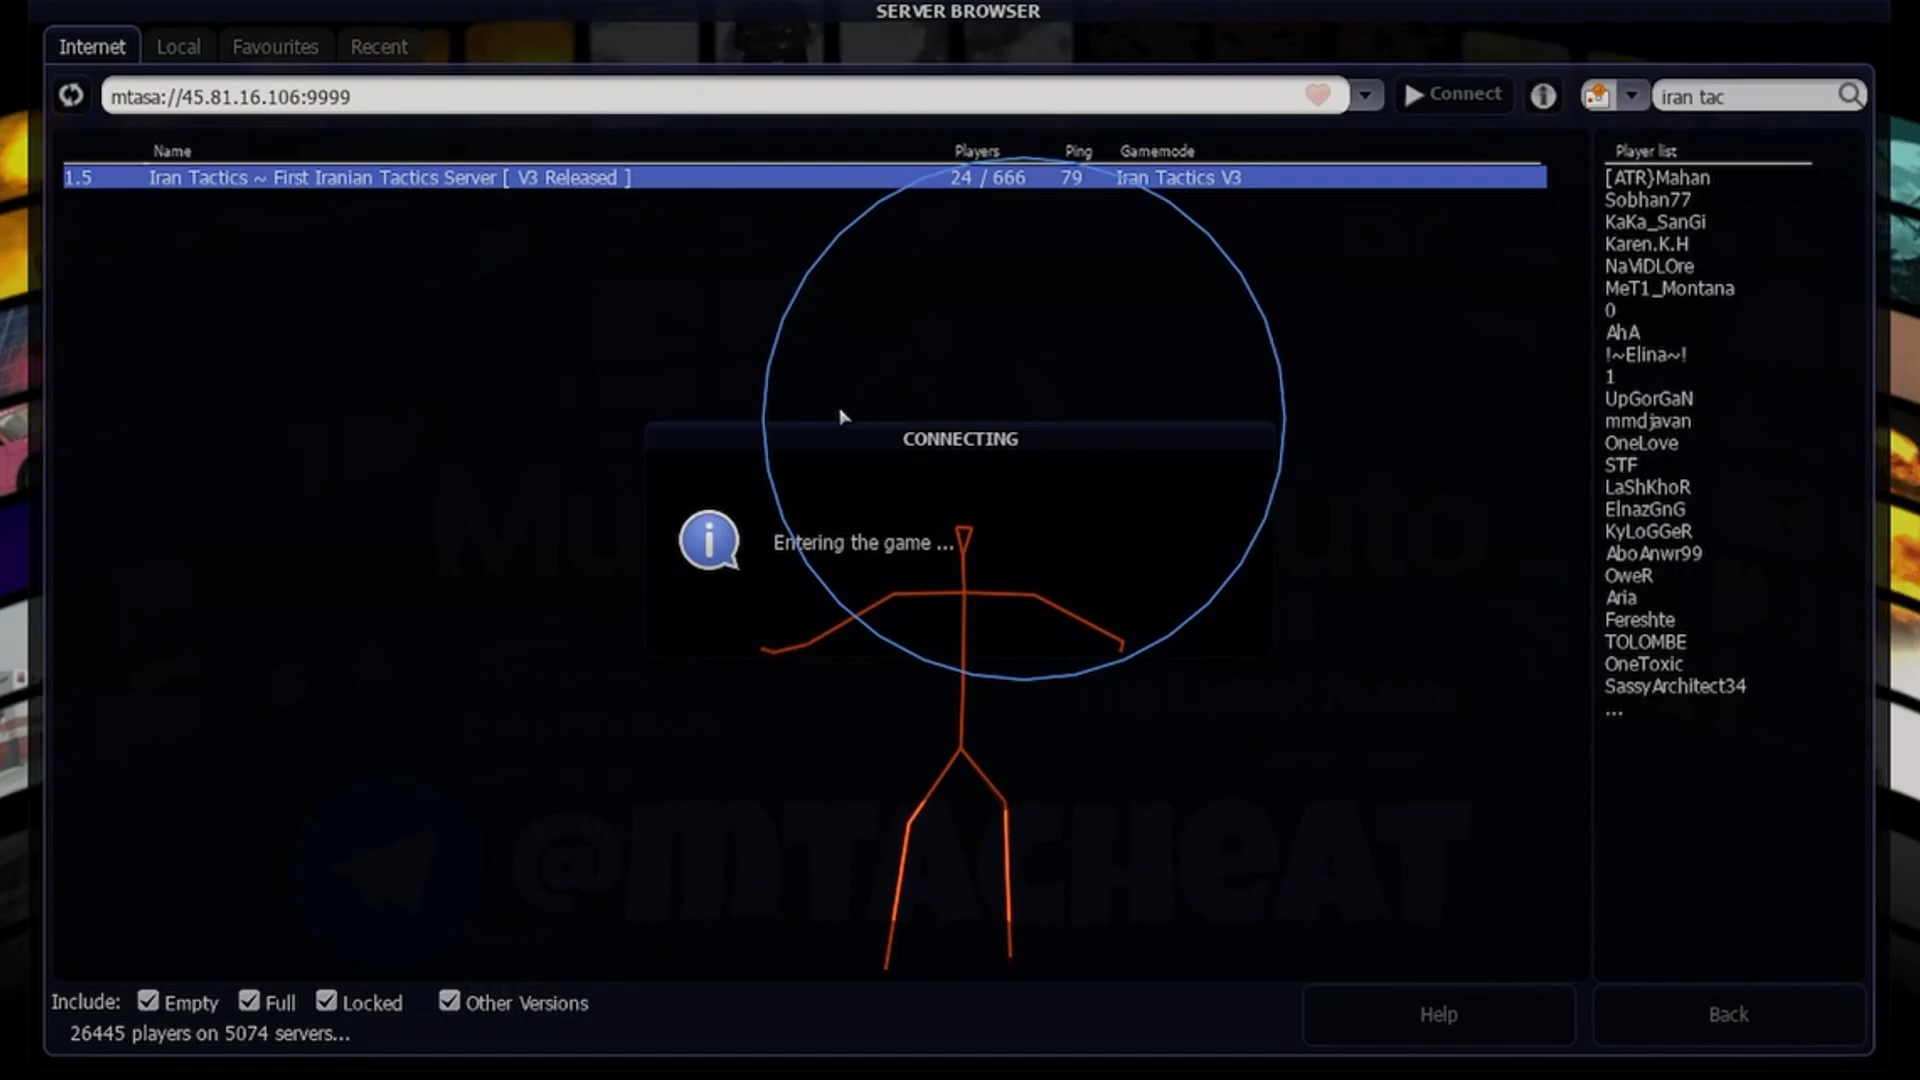 SERVER BROWSER
Internet Local Favourites Recent
mtasa://45.81.16.106:9999
Connect
iran tac
Name Players Ping Gamemode
1.5 Iran Tactics ~ First Iranian Tactics Server [ V3 Released ] 24 / 666 79 Iran Tactics V3
Player list
[ATR}Mahan
Sobhan77
KaKa_SanGi
Karen.K.H
NaViDLOre
MeT1_Montana
0
AhA
!~Elina~!
1
UpGorGaN
mmdjavan
OneLove
STF
LaShKhoR
ElnazGnG
KyLoGGeR
AboAnwr99
OweR
Aria
Fereshte
TOLOMBE
OneToxic
SassyArchitect34
...
CONNECTING
Entering the game ...
The Latest News
@MTACHEAT
Include: Empty Full Locked Other Versions
26445 players on 5074 servers...
Help
Back